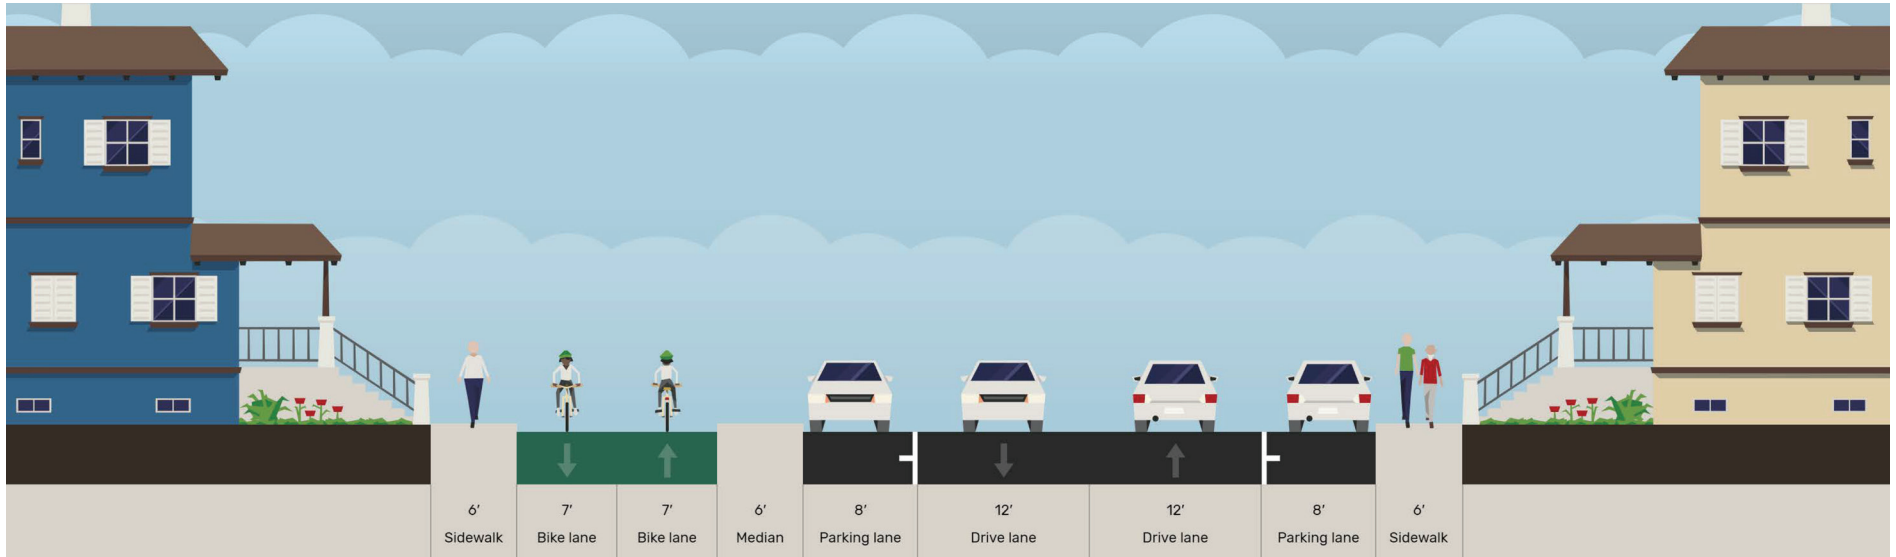 6′ 7′ 7′ 6′ 8′ 12′ 12′ 8′ 6′
Sidewalk Bike lane Bike lane Median Parking lane Drive lane Drive lane Parking lane Sidewalk